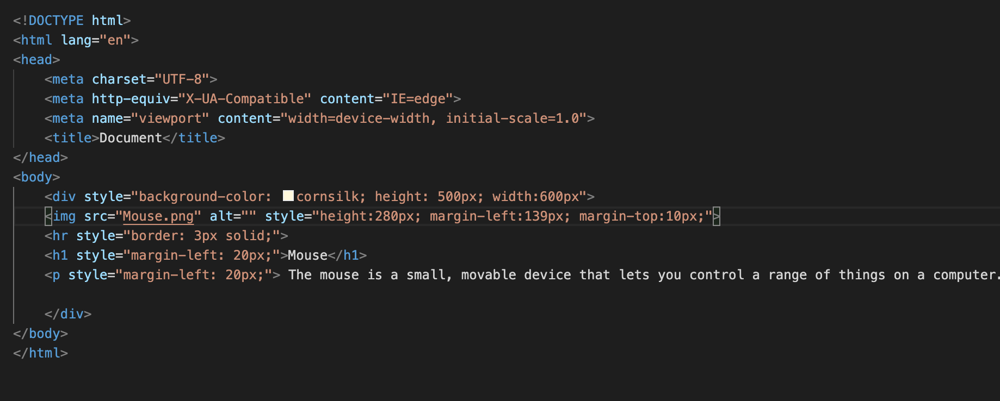 <!DOCTYPE html>
<html lang="en">
<head>
    <meta charset="UTF-8">
    <meta http-equiv="X-UA-Compatible" content="IE=edge">
    <meta name="viewport" content="width=device-width, initial-scale=1.0">
    <title>Document</title>
</head>
<body>
    <div style="background-color: cornsilk; height: 500px; width:600px">
    <img src="Mouse.png" alt="" style="height:280px; margin-left:139px; margin-top:10px;">
    <hr style="border: 3px solid;">
    <h1 style="margin-left: 20px;">Mouse</h1>
    <p style="margin-left: 20px;"> The mouse is a small, movable device that lets you control a range of things on a computer.
    </div>
</body>
</html>